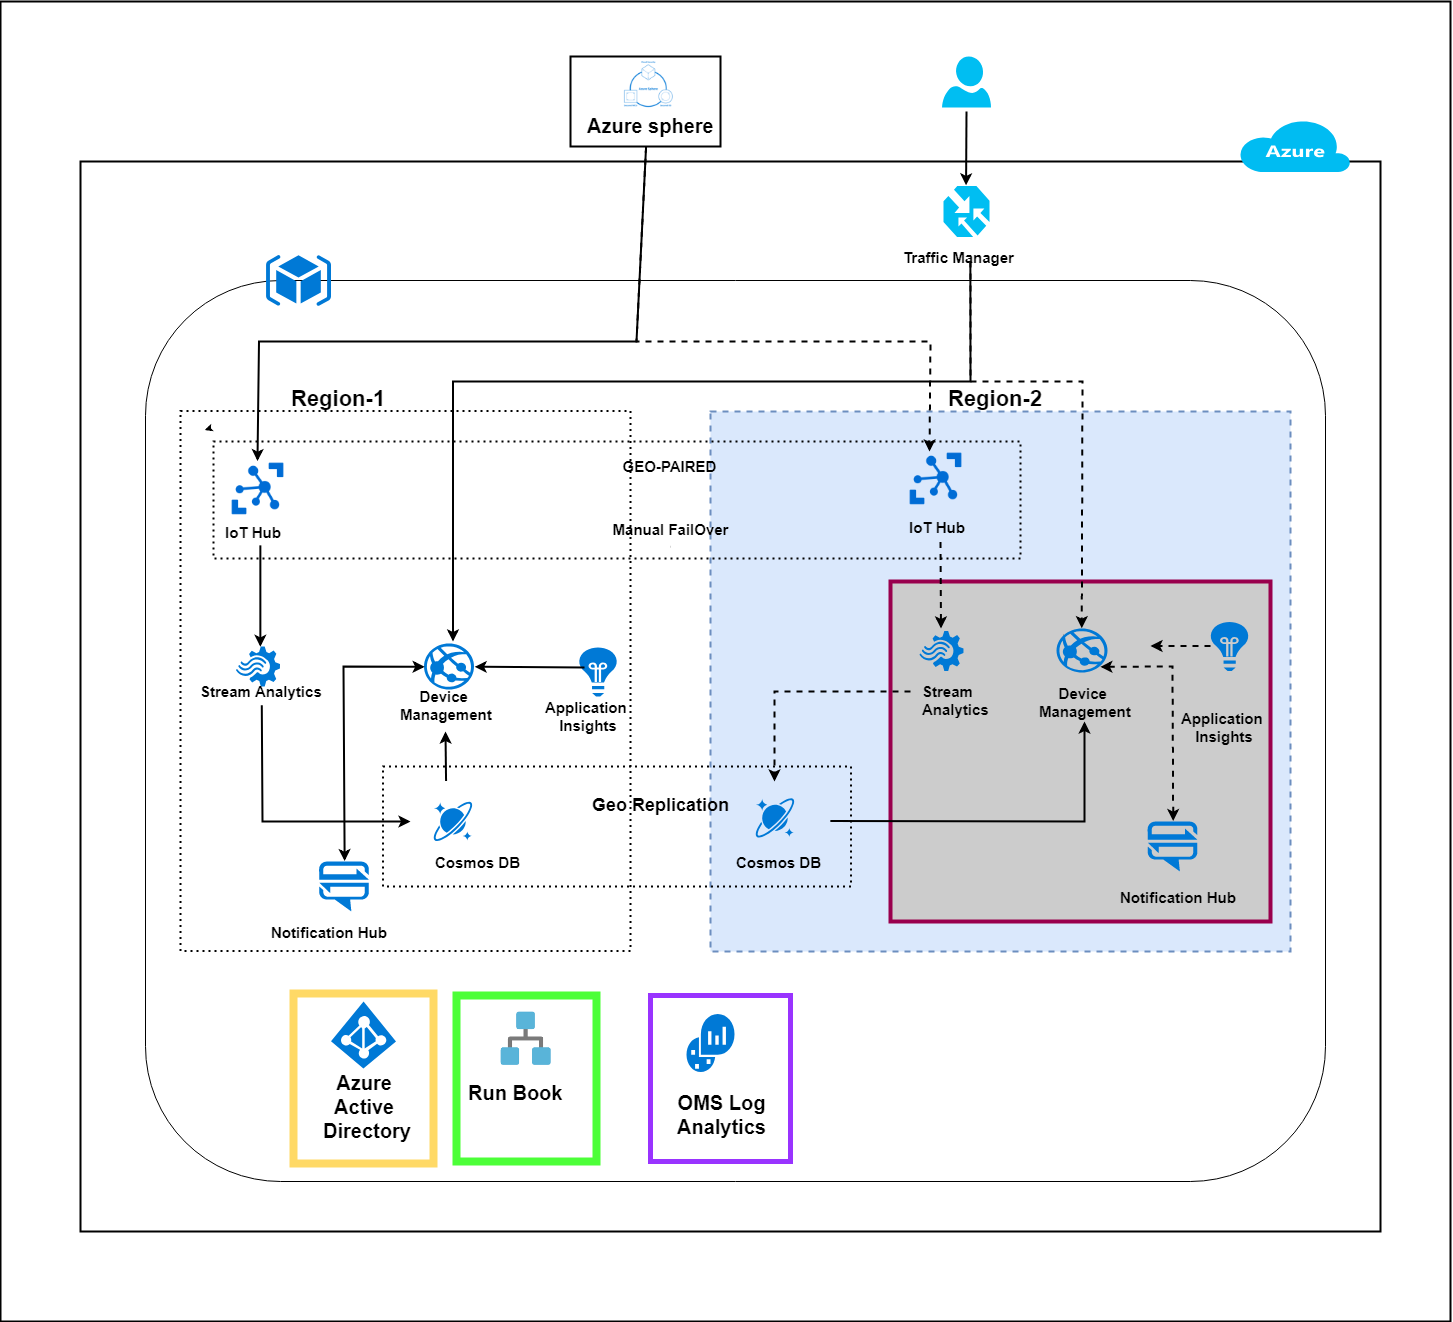 Azure sphere
Azure
Traffic Manager
Region-1
Region-2
GEO-PAIRED
IoT Hub
Manual FailOver
IoT Hub
Stream Analytics
Device
Management
Application
Insights
Stream
Analytics
Device
Management
Application
Insights
Geo Replication
Cosmos DB
Cosmos DB
Notification Hub
Notification Hub
Azure
Active
Directory
Run Book
OMS Log
Analytics